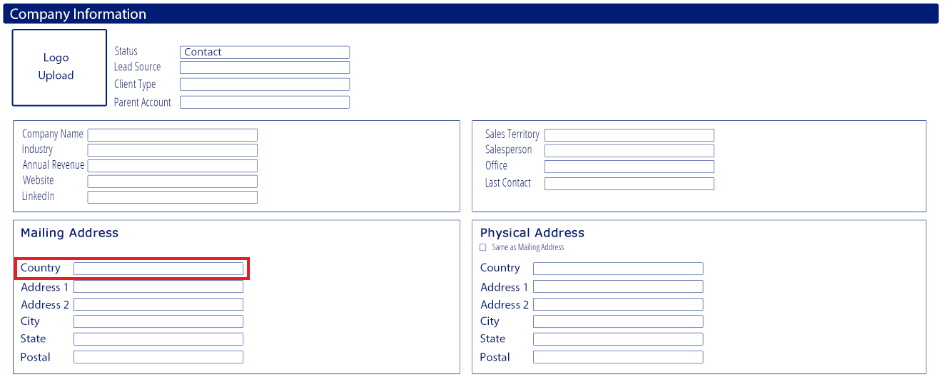 Company Information
Logo
Upload
Status Contact
Lead Source
Client Type
Parent Account
Company Name
Industry
Annual Revenue
Website
LinkedIn
Sales Territory
Salesperson
Office
Last Contact
Mailing Address
Country
Address 1
Address 2
City
State
Postal
Physical Address
Same as Mailing Address
Country
Address 1
Address 2
City
State
Postal